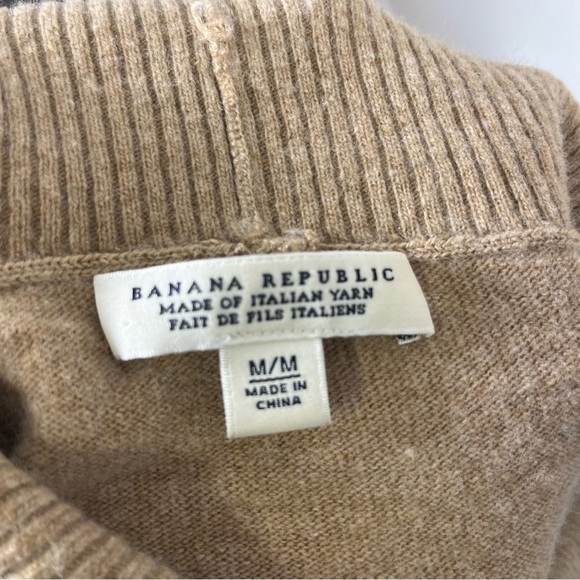 BANANA REPUBLIC
MADE OF ITALIAN YARN
FAIT DE FILS ITALIENS
M/M
MADE IN
CHINA